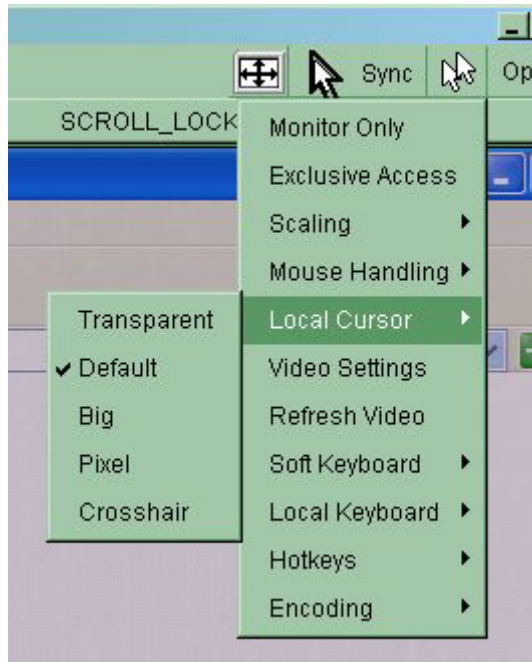 Sync
Op
SCROLL_LOCK
Monitor Only
Exclusive Access
Scaling
Mouse Handling
Local Cursor
Video Settings
Refresh Video
Soft Keyboard
Local Keyboard
Hotkeys
Encoding
Transparent
Default
Big
Pixel
Crosshair